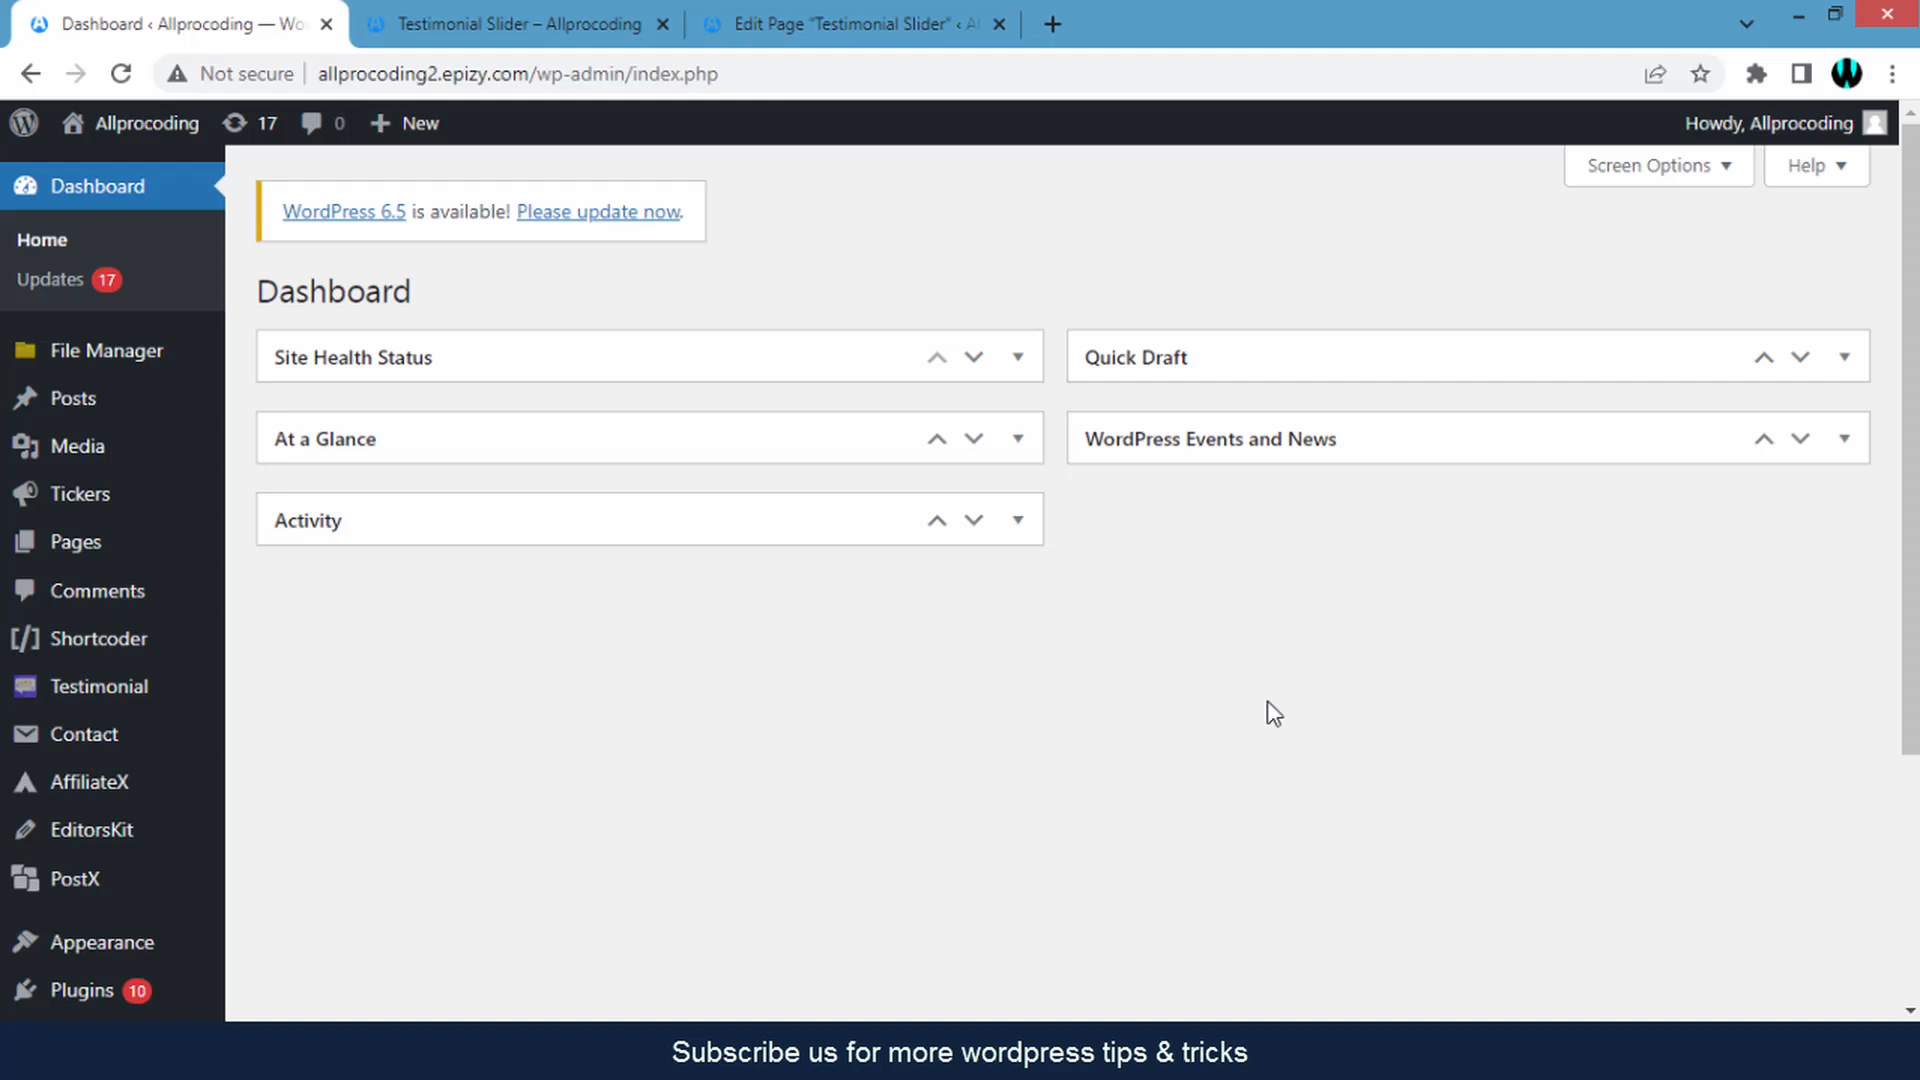 Dashboard ‹ Allprocoding — Wo
Testimonial Slider – Allprocoding
Edit Page "Testimonial Slider" ‹ Al
Not secure
allprocoding2.epizy.com/wp-admin/index.php
Allprocoding
17
0
New
Howdy, Allprocoding
Screen Options
Help
Dashboard
Home
Updates 17
File Manager
Posts
Media
Tickers
Pages
Comments
Shortcoder
Testimonial
Contact
AffiliateX
EditorsKit
PostX
Appearance
Plugins 10
WordPress 6.5 is available! Please update now.
Dashboard
Site Health Status
Quick Draft
At a Glance
WordPress Events and News
Activity
Subscribe us for more wordpress tips & tricks